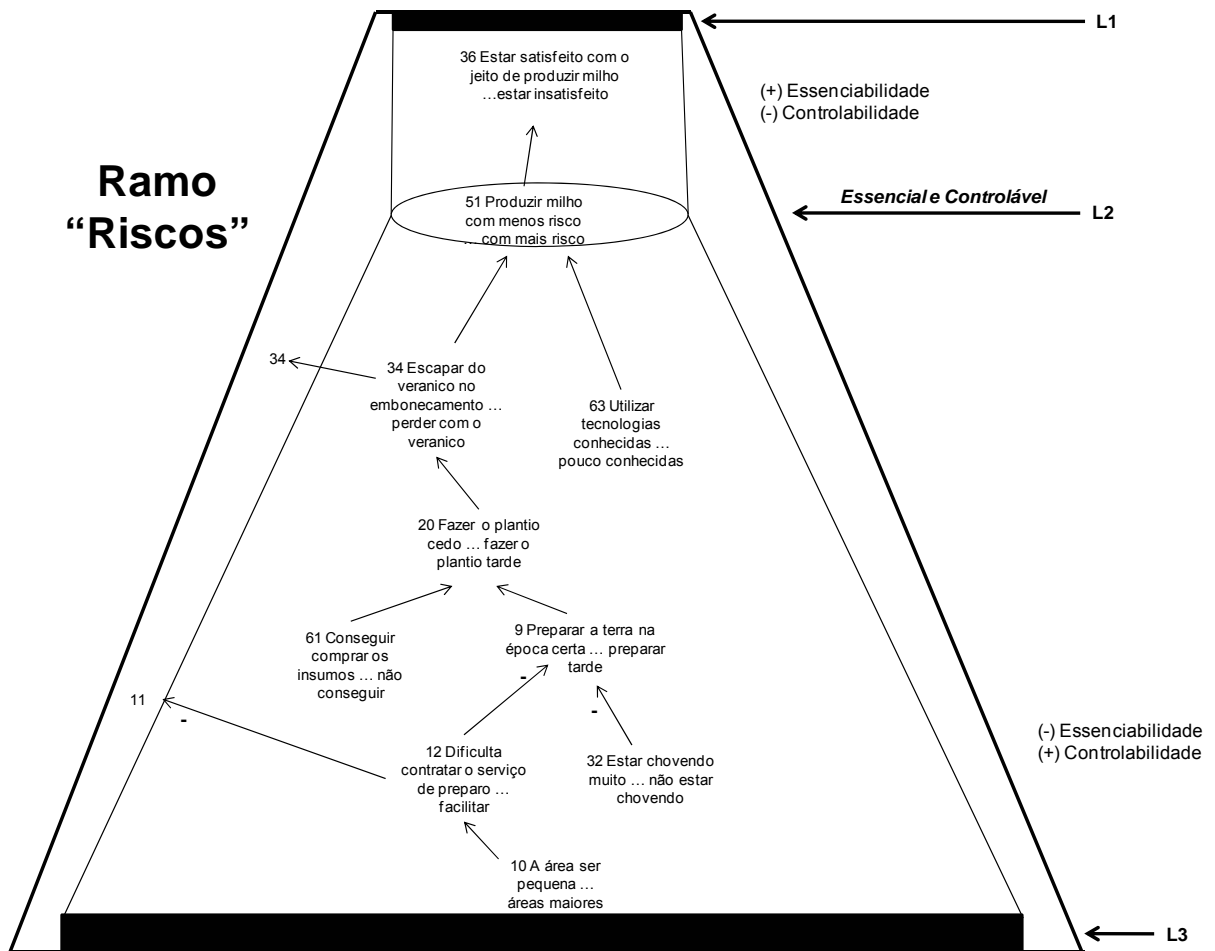 L1
36 Estar satisfeito com o
jeito de produzir milho
…estar insatisfeito
(+) Essenciabilidade
(-) Controlabilidade
Ramo
“Riscos”
51 Produzir milho
com menos risco
… com mais risco
Essencial e Controlável
L2
34
34 Escapar do
veranico no
embonecamento …
perder com o
veranico
63 Utilizar
tecnologias
conhecidas …
pouco conhecidas
20 Fazer o plantio
cedo … fazer o
plantio tarde
61 Conseguir
comprar os
insumos … não
conseguir
9 Preparar a terra na
época certa … preparar
tarde
-
-
11
-
(-) Essenciabilidade
(+) Controlabilidade
12 Dificulta
contratar o serviço
de preparo …
facilitar
32 Estar chovendo
muito … não estar
chovendo
10 A área ser
pequena …
áreas maiores
L3